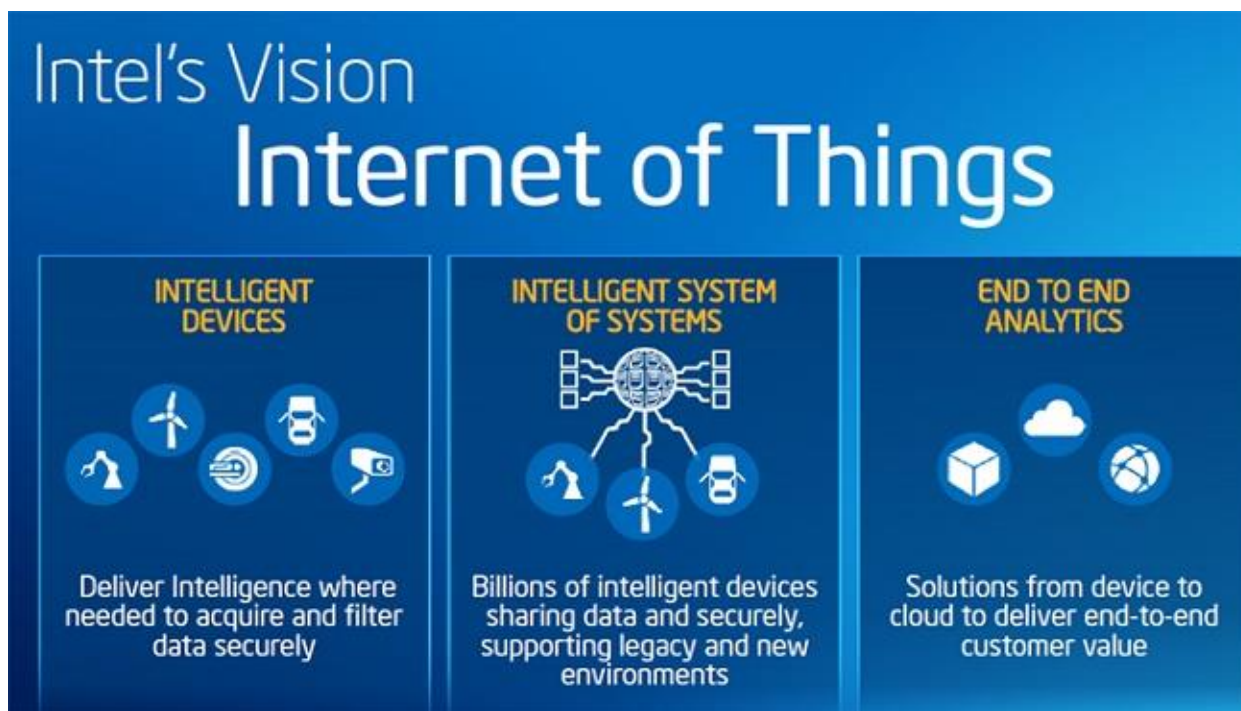 Intel's Vision
Internet of Things
INTELLIGENT
DEVICES
Deliver Intelligence where
needed to acquire and filter
data securely
INTELLIGENT SYSTEM
OF SYSTEMS
Billions of intelligent devices
sharing data and securely,
supporting legacy and new
environments
END TO END
ANALYTICS
Solutions from device to
cloud to deliver end-to-end
customer value